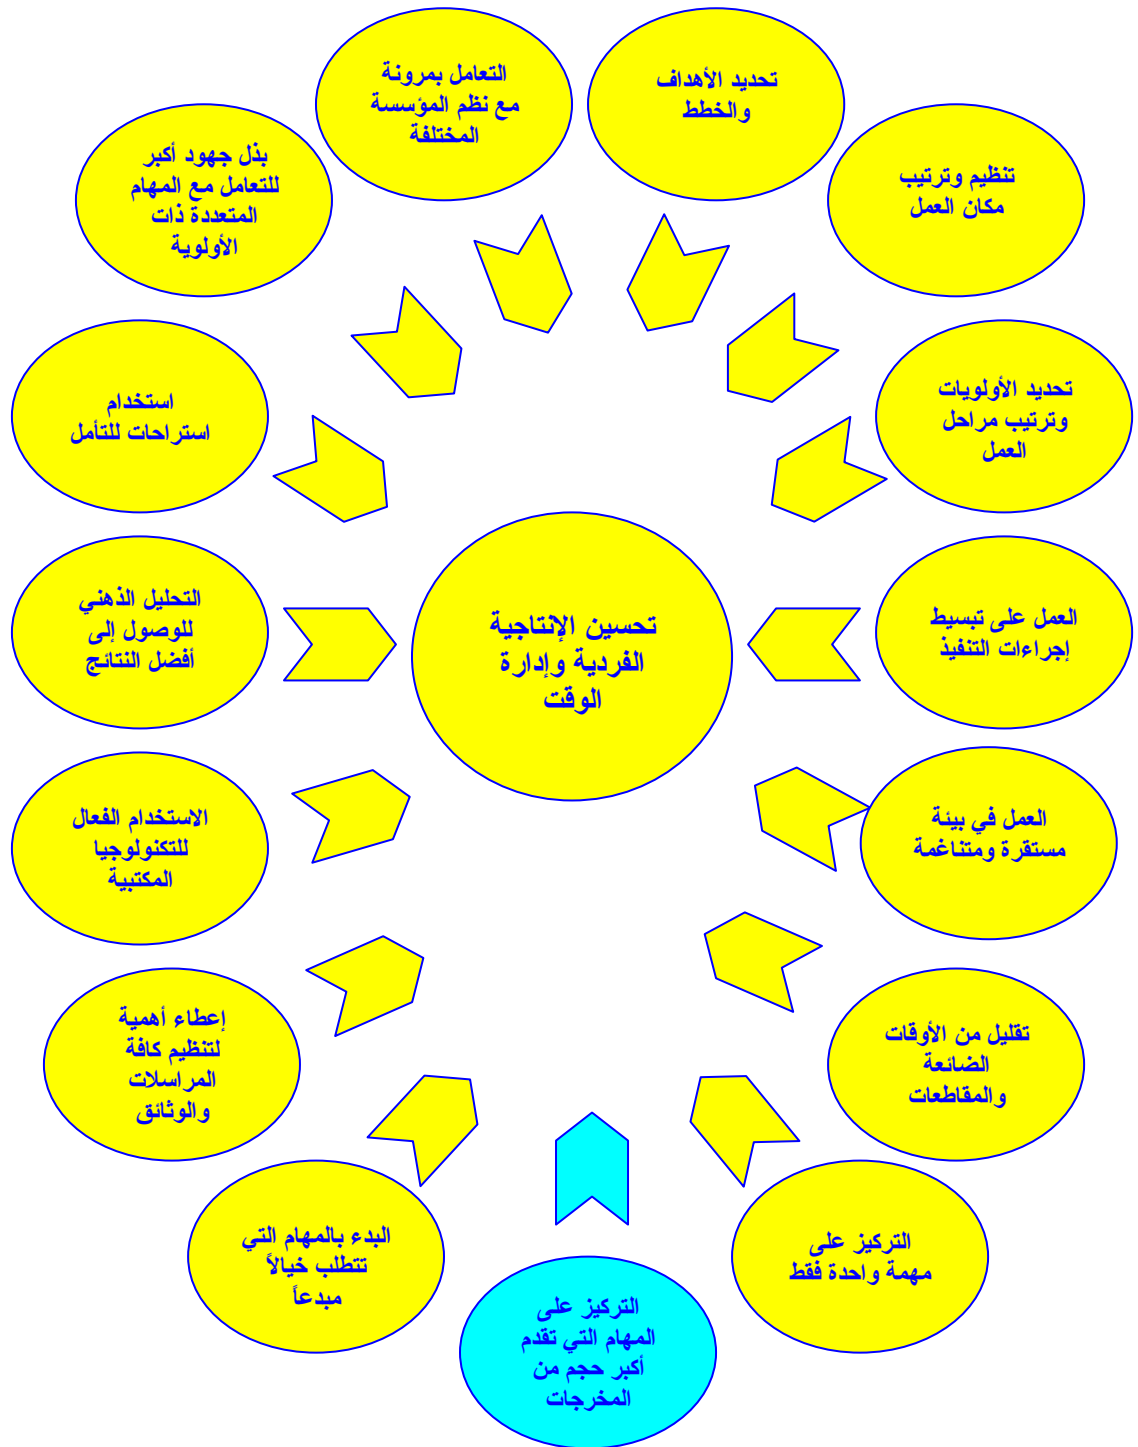 تحديد الأهداف
والخطط
تنظيم وترتيب
مكان العمل
تحديد الأولويات
وترتيب مراحل
العمل
العمل على تبسيط
إجراءات التنفيذ
العمل في بيئة
مستقرة ومتناغمة
تقليل من الأوقات
الضائعة
والمقاطعات
التركيز على
مهمة واحدة فقط
التركيز على
المهام التي تقدم
أكبر حجم من
المخرجات
البدء بالمهام التي
تتطلب خيالاً
مبدعاً
إعطاء أهمية
لتنظيم كافة
المراسلات
والوثائق
الاستخدام الفعال
للتكنولوجيا
المكتبية
التحليل الذهني
للوصول إلى
أفضل النتائج
استخدام
استراحات للتأمل
بذل جهود أكبر
للتعامل مع المهام
المتعددة ذات
الأولوية
التعامل بمرونة
مع نظم المؤسسة
المختلفة
تحسين الإنتاجية
الفردية وإدارة
الوقت